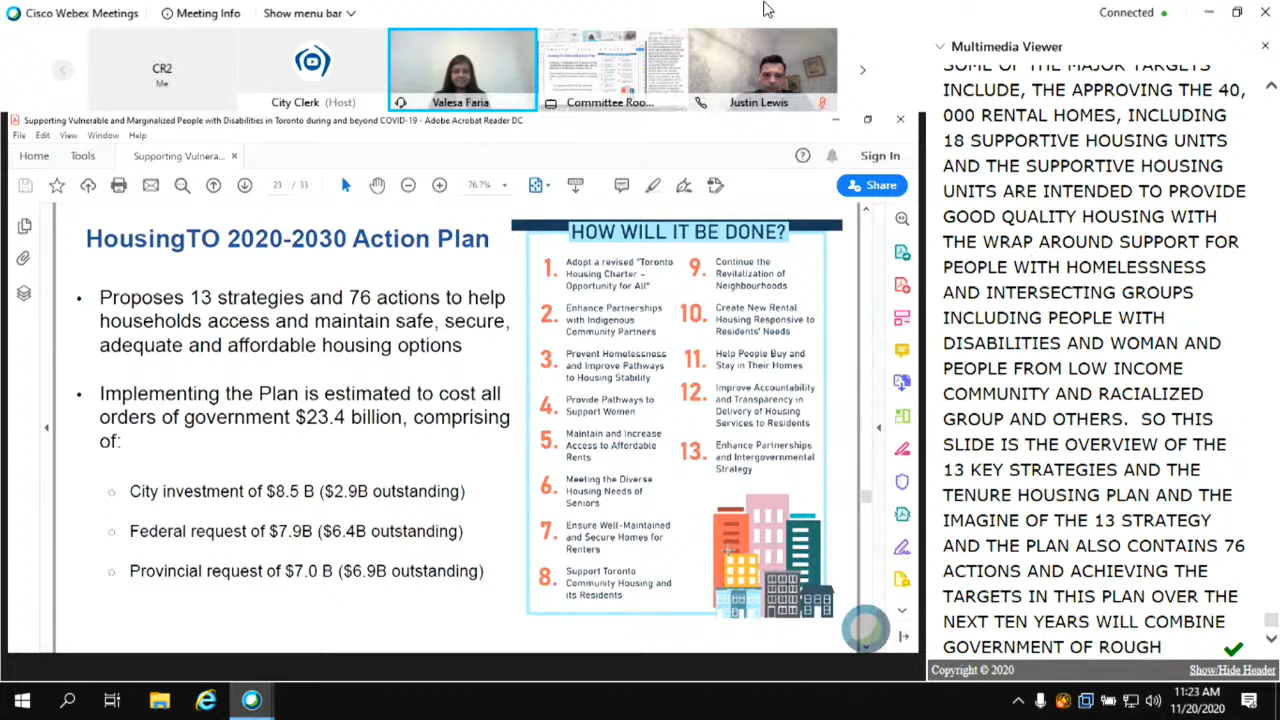 Cisco Webex Meetings
Meeting Info
Show menu bar
Connected
CR2
Me
City Clerk (Host)
Valesa Faria
Committee Roo...
Justin Lewis
Supporting Vulnerable and Marginalized People with Disabilities in Toronto during and beyond COVID-19 - Adobe Acrobat Reader DC
File Edit View Window Help
Home
Tools
Supporting Vulnera...
Sign In
23 / 33
76.7%
Share
HousingTO 2020-2030 Action Plan
• Proposes 13 strategies and 76 actions to help
households access and maintain safe, secure,
adequate and affordable housing options
• Implementing the Plan is estimated to cost all
orders of government $23.4 billion, comprising
of:
○ City investment of $8.5 B ($2.9B outstanding)
○ Federal request of $7.9B ($6.4B outstanding)
○ Provincial request of $7.0 B ($6.9B outstanding)
HOW WILL IT BE DONE?
1. Adopt a revised "Toronto
Housing Charter –
Opportunity for All"
2. Enhance Partnerships
with Indigenous
Community Partners
3. Prevent Homelessness
and Improve Pathways
to Housing Stability
4. Provide Pathways to
Support Women
5. Maintain and Increase
Access to Affordable
Rents
6. Meeting the Diverse
Housing Needs of
Seniors
7. Ensure Well-Maintained
and Secure Homes for
Renters
8. Support Toronto
Community Housing and
its Residents
9. Continue the
Revitalization of
Neighbourhoods
10. Create New Rental
Housing Responsive to
Residents' Needs
11. Help People Buy and
Stay in Their Homes
12. Improve Accountability
and Transparency in
Delivery of Housing
Services to Residents
13. Enhance Partnerships
and Intergovernmental
Strategy
Multimedia Viewer
INCLUDE, THE APPROVING THE 40,
000 RENTAL HOMES, INCLUDING
18 SUPPORTIVE HOUSING UNITS
AND THE SUPPORTIVE HOUSING
UNITS ARE INTENDED TO PROVIDE
GOOD QUALITY HOUSING WITH
THE WRAP AROUND SUPPORT FOR
PEOPLE WITH HOMELESSNESS
AND INTERSECTING GROUPS
INCLUDING PEOPLE WITH
DISABILITIES AND WOMAN AND
PEOPLE FROM LOW INCOME
COMMUNITY AND RACIALIZED
GROUP AND OTHERS. SO THIS
SLIDE IS THE OVERVIEW OF THE
13 KEY STRATEGIES AND THE
TENURE HOUSING PLAN AND THE
IMAGINE OF THE 13 STRATEGY
AND THE PLAN ALSO CONTAINS 76
ACTIONS AND ACHIEVING THE
TARGETS IN THIS PLAN OVER THE
NEXT TEN YEARS WILL COMBINE
GOVERNMENT OF ROUGH
Copyright © 2020
Show/Hide Header
11:23 AM
11/20/2020